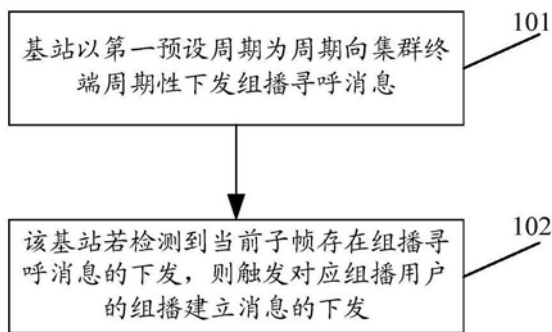 基站以第一预设周期为周期向集群终
端周期性下发组播寻呼消息
101
该基站若检测到当前子帧存在组播寻
呼消息的下发，则触发对应组播用户
的组播建立消息的下发
102